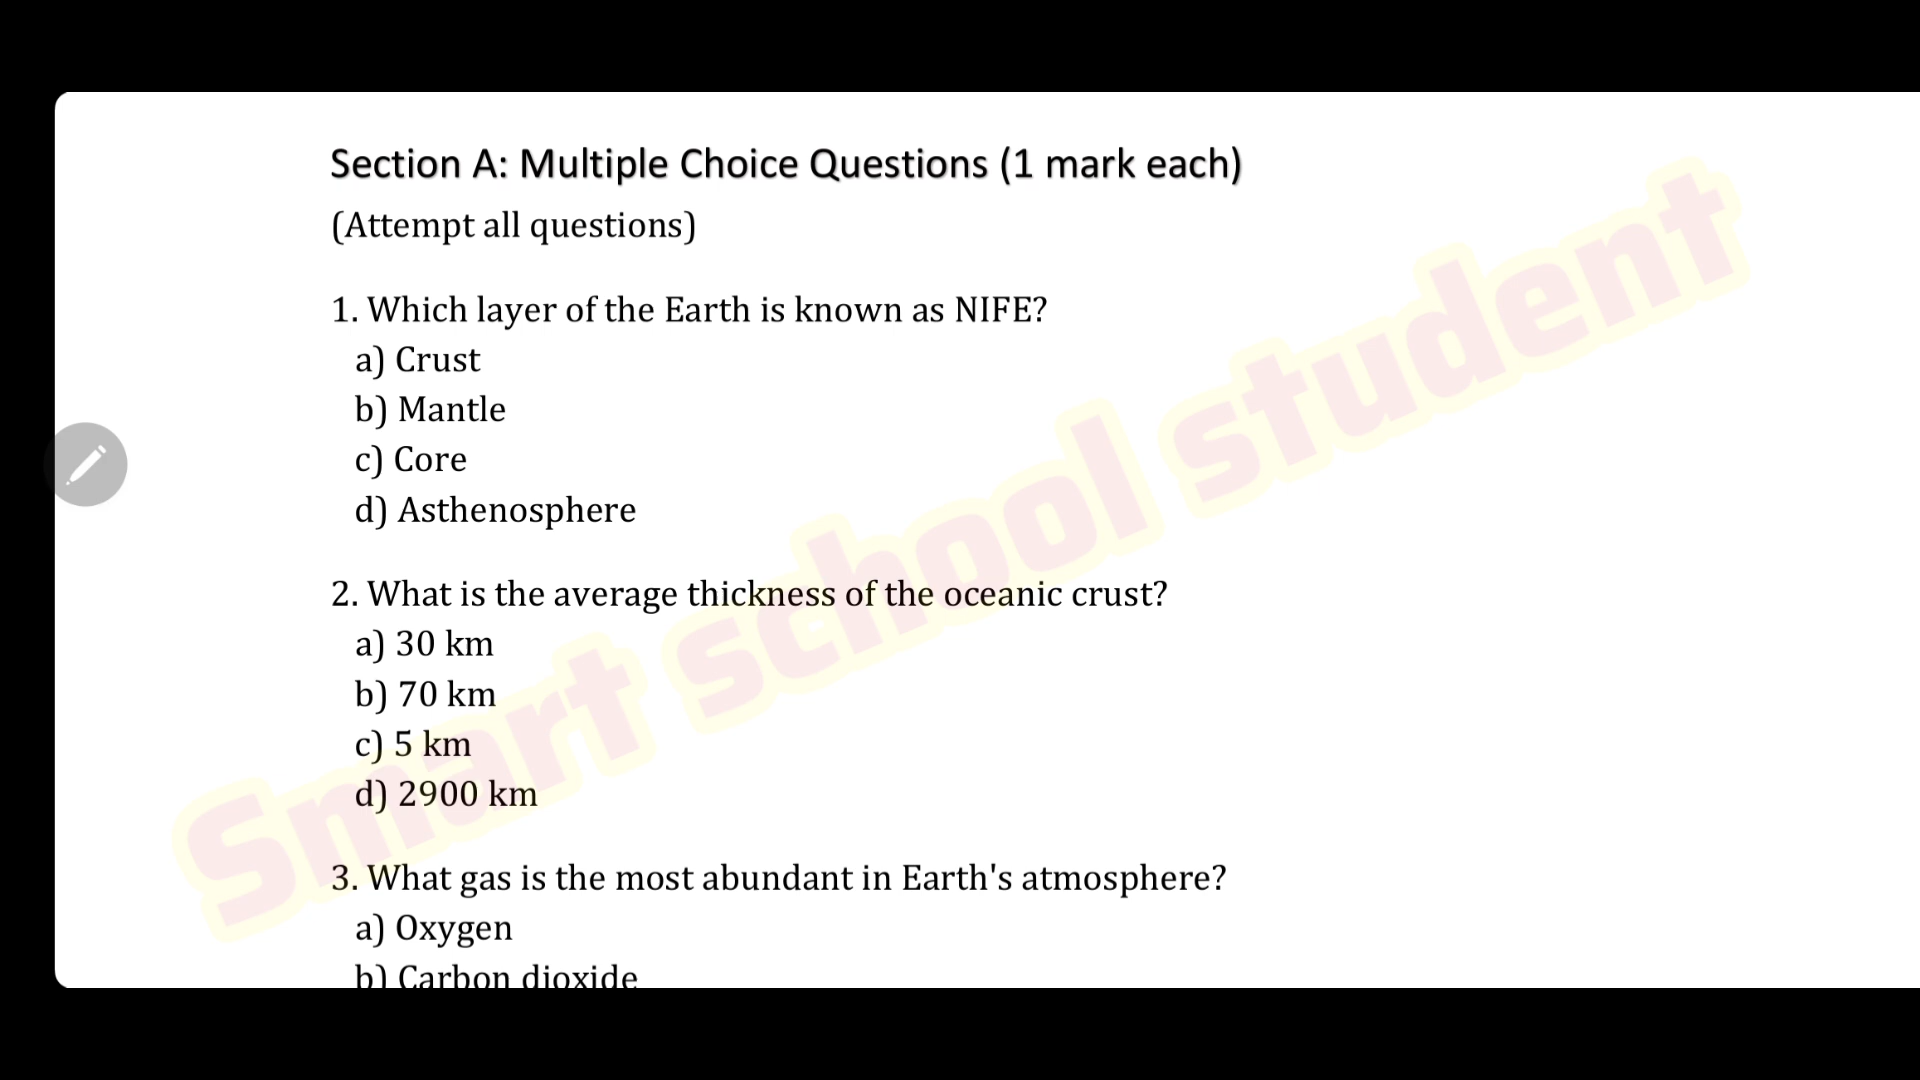 Section A: Multiple Choice Questions (1 mark each)
(Attempt all questions)
1. Which layer of the Earth is known as NIFE?
a) Crust
b) Mantle
c) Core
d) Asthenosphere
2. What is the average thickness of the oceanic crust?
a) 30 km
b) 70 km
c) 5 km
d) 2900 km
3. What gas is the most abundant in Earth's atmosphere?
a) Oxygen
b) Carbon dioxide
Smart school student